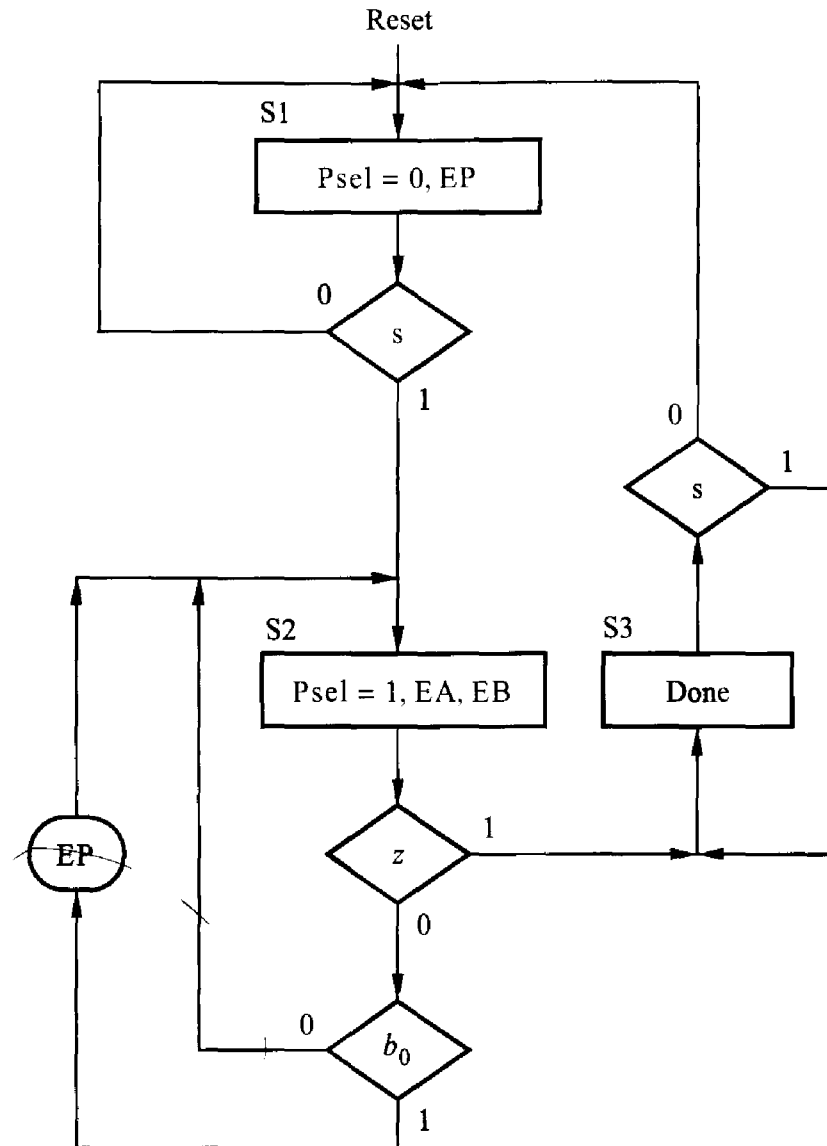 Reset
S1
Psel = 0, EP
0
s
1
0
s
1
S2
Psel = 1, EA, EB
S3
Done
EP
z
1
0
0
b₀
1